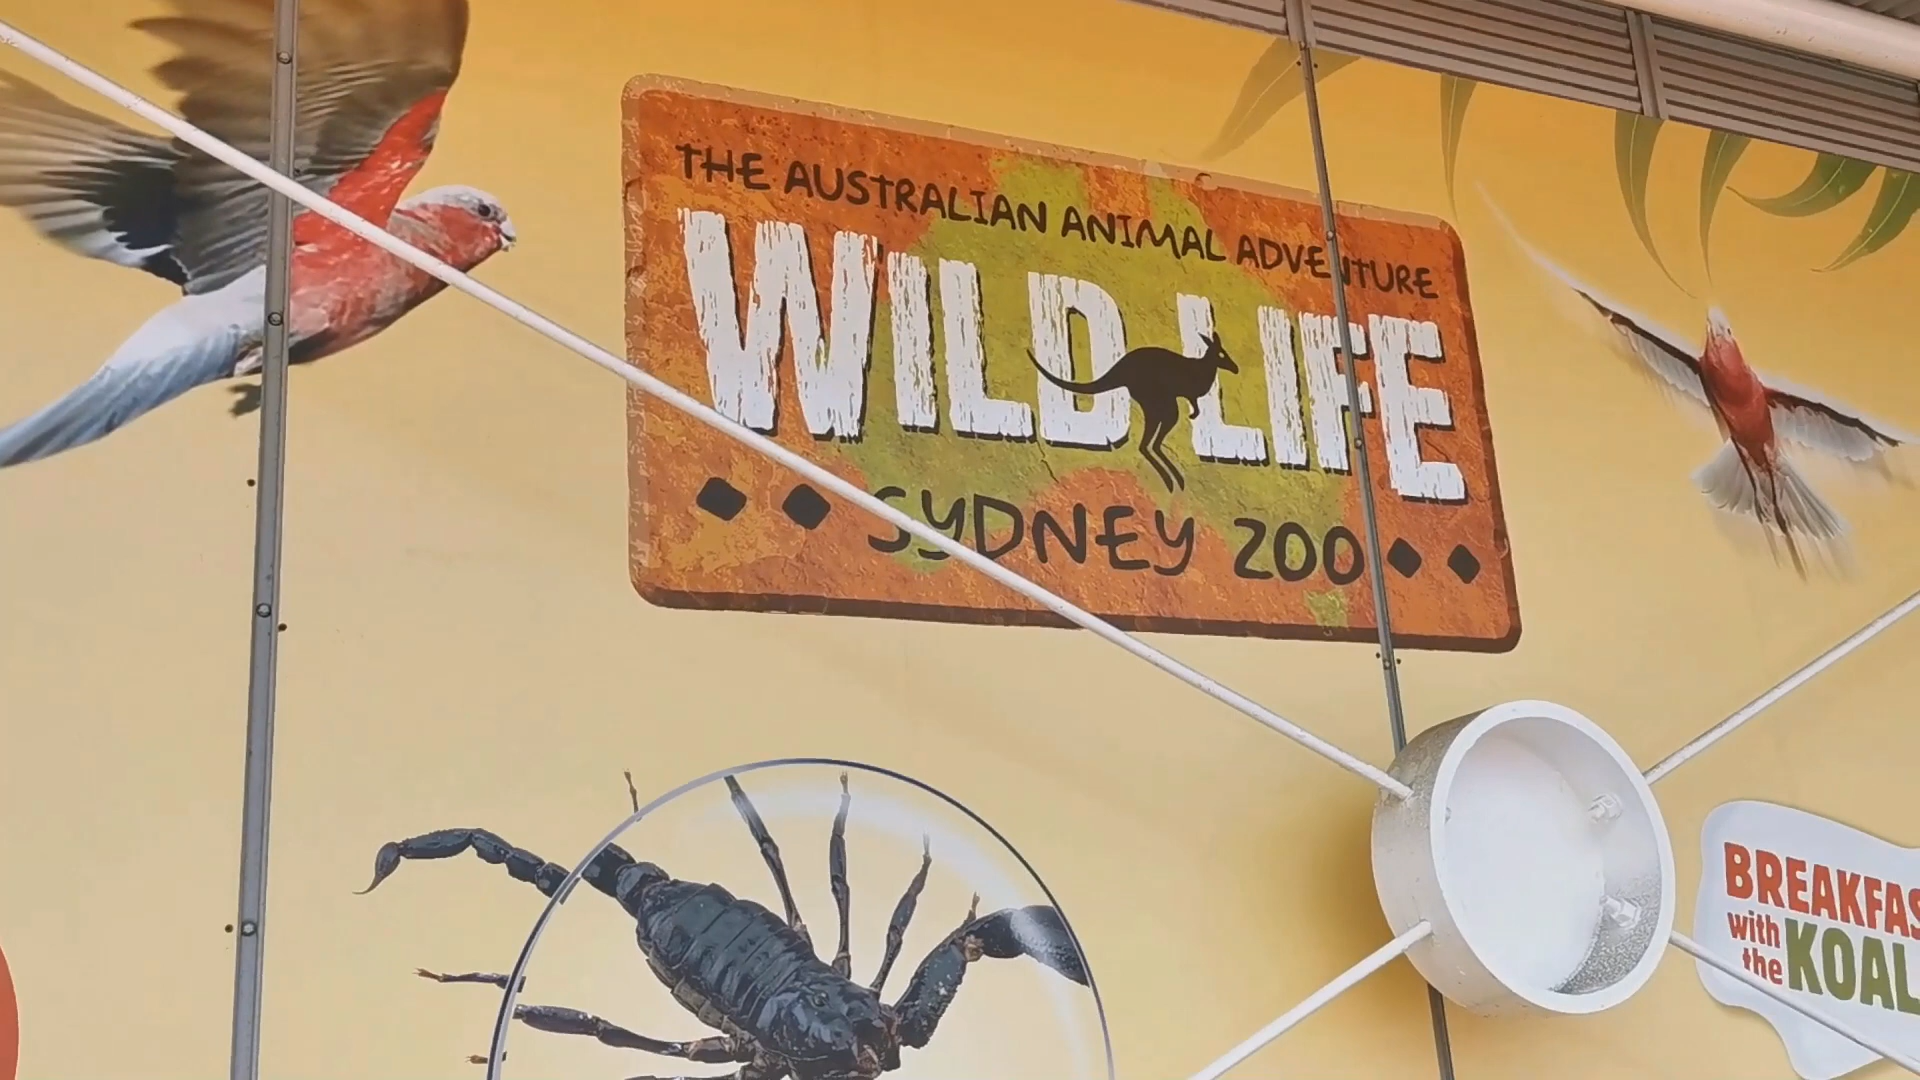 THE AUSTRALIAN ANIMAL ADVENTURE
WILD LIFE
SYDNEY ZOO
BREAKFAS
with
the KOAL